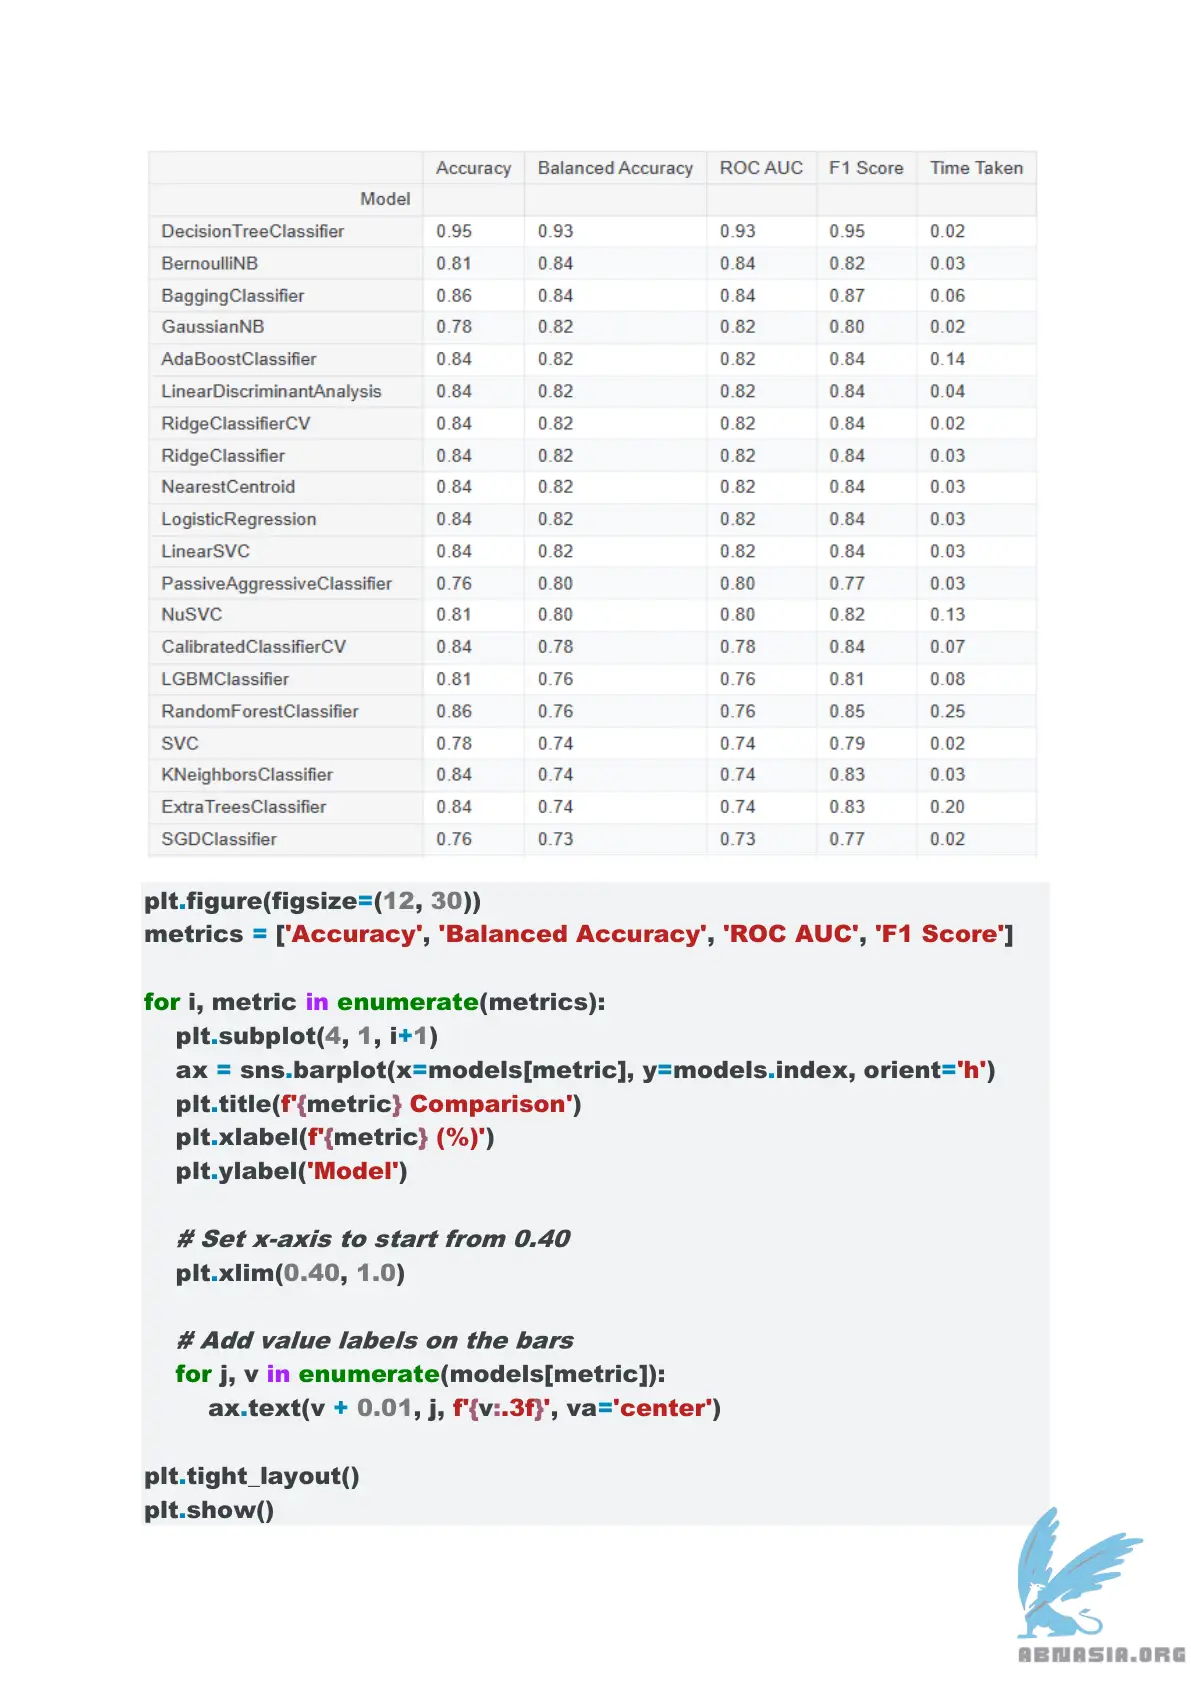 Accuracy Balanced Accuracy ROC AUC F1 Score Time Taken
Model
DecisionTreeClassifier 0.95 0.93 0.93 0.95 0.02
BernoulliNB 0.81 0.84 0.84 0.82 0.03
BaggingClassifier 0.86 0.84 0.84 0.87 0.06
GaussianNB 0.78 0.82 0.82 0.80 0.02
AdaBoostClassifier 0.84 0.82 0.82 0.84 0.14
LinearDiscriminantAnalysis 0.84 0.82 0.82 0.84 0.04
RidgeClassifierCV 0.84 0.82 0.82 0.84 0.02
RidgeClassifier 0.84 0.82 0.82 0.84 0.03
NearestCentroid 0.84 0.82 0.82 0.84 0.03
LogisticRegression 0.84 0.82 0.82 0.84 0.03
LinearSVC 0.84 0.82 0.82 0.84 0.03
PassiveAggressiveClassifier 0.76 0.80 0.80 0.77 0.03
NuSVC 0.81 0.80 0.80 0.82 0.13
CalibratedClassifierCV 0.84 0.78 0.78 0.84 0.07
LGBMClassifier 0.81 0.76 0.76 0.81 0.08
RandomForestClassifier 0.86 0.76 0.76 0.85 0.25
SVC 0.78 0.74 0.74 0.79 0.02
KNeighborsClassifier 0.84 0.74 0.74 0.83 0.03
ExtraTreesClassifier 0.84 0.74 0.74 0.83 0.20
SGDClassifier 0.76 0.73 0.73 0.77 0.02
plt.figure(figsize=(12, 30))
metrics = ['Accuracy', 'Balanced Accuracy', 'ROC AUC', 'F1 Score']
for i, metric in enumerate(metrics):
plt.subplot(4, 1, i+1)
ax = sns.barplot(x=models[metric], y=models.index, orient='h')
plt.title(f'{metric} Comparison')
plt.xlabel(f'{metric} (%)')
plt.ylabel('Model')
# Set x-axis to start from 0.40
plt.xlim(0.40, 1.0)
# Add value labels on the bars
for j, v in enumerate(models[metric]):
ax.text(v + 0.01, j, f'{v:.3f}', va='center')
plt.tight_layout()
plt.show()
ABNASIA.ORG